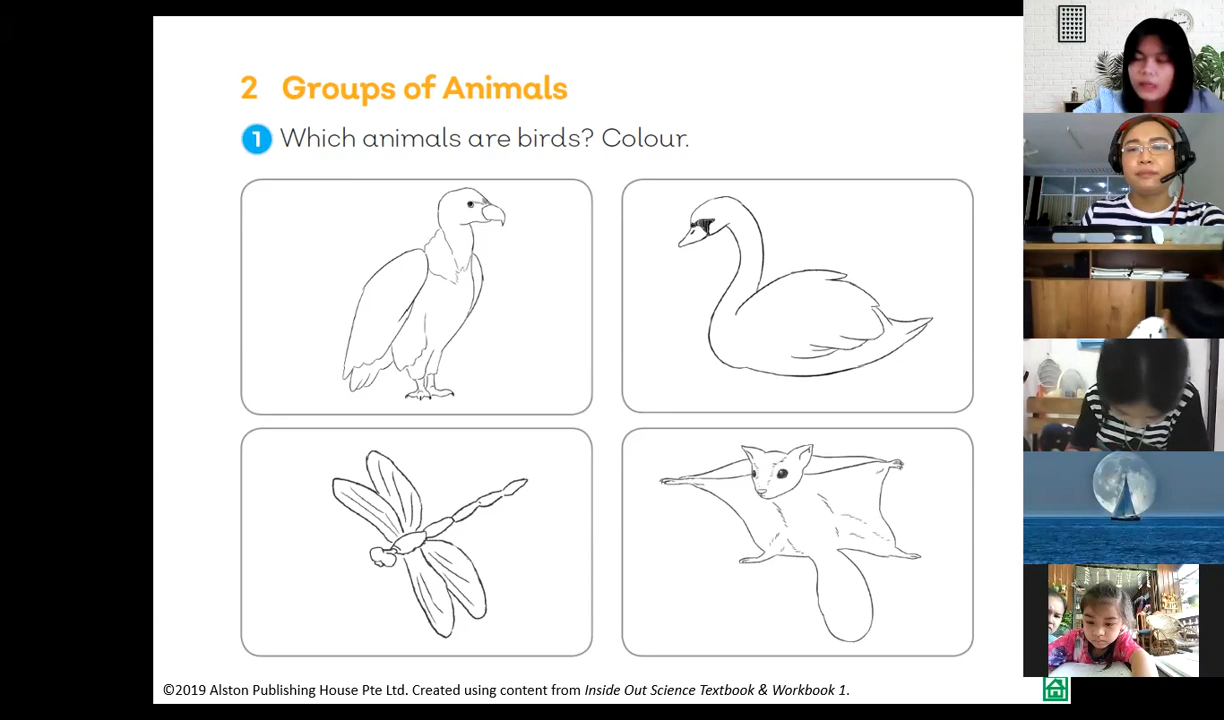 2 Groups of Animals
1 Which animals are birds? Colour.
©2019 Alston Publishing House Pte Ltd. Created using content from Inside Out Science Textbook & Workbook 1.